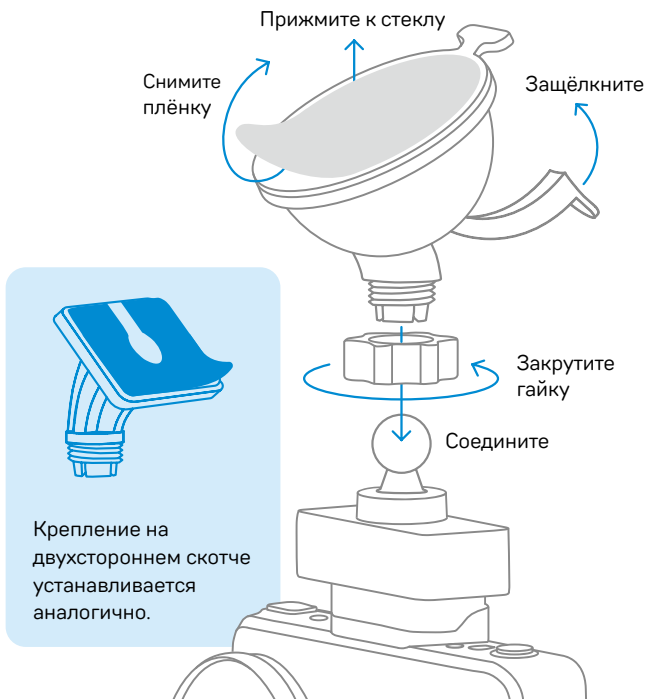 Прижмите к стеклу
Снимите
плёнку
Защёлкните
Закрутите
гайку
Соедините
Крепление на
двухстороннем скотче
устанавливается
аналогично.